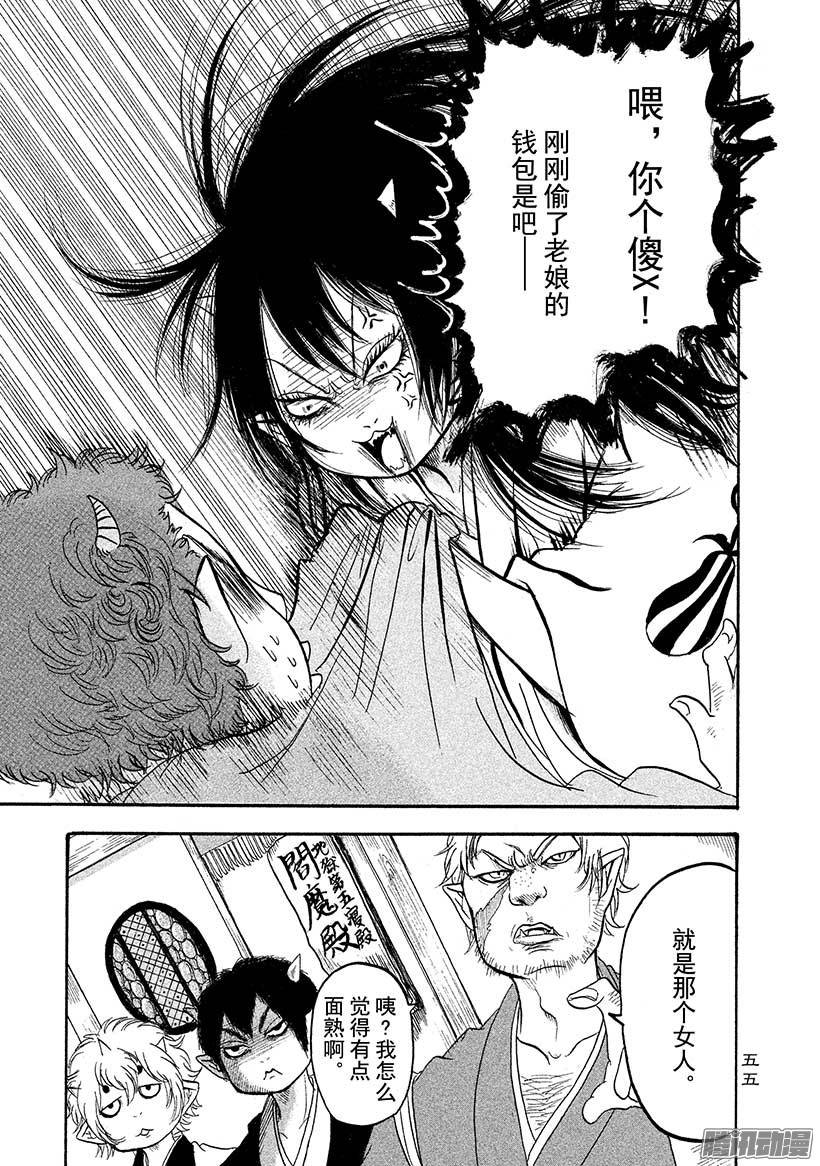 喂，你个傻X！
刚刚偷了老娘的
钱包是吧——
就是那个女人。
地獄第五寝殿
閻魔殿
咦？我怎么
觉得有点
面熟啊。
五五
腾讯动漫